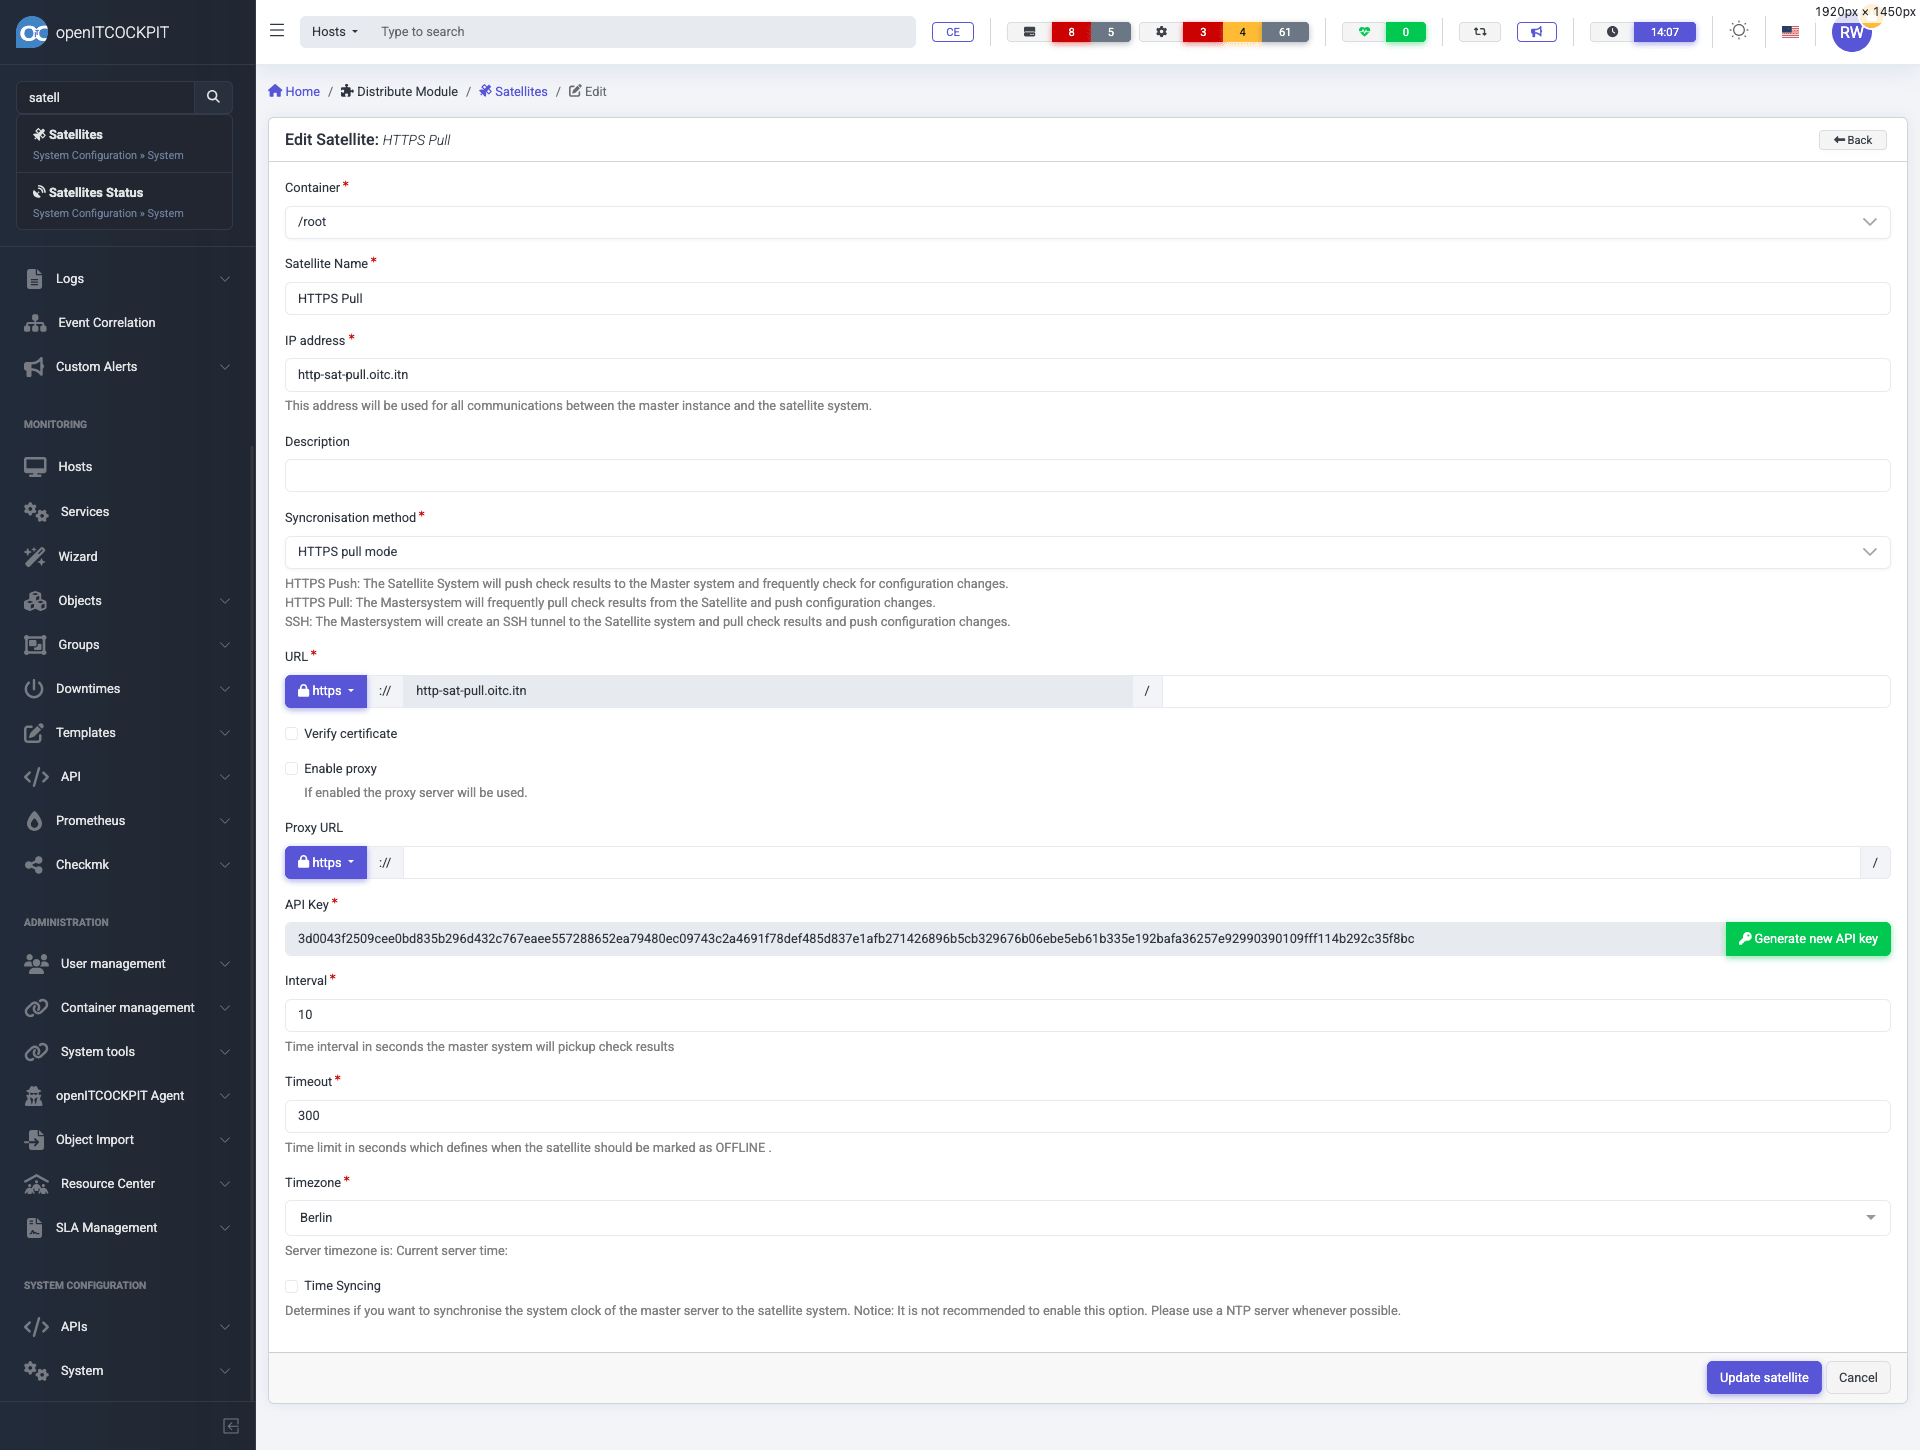 openITCOCKPIT
satell
Satellites
System Configuration » System
Satellites Status
System Configuration » System
Logs
Event Correlation
Custom Alerts
MONITORING
Hosts
Services
Wizard
Objects
Groups
Downtimes
Templates
API
Prometheus
Checkmk
ADMINISTRATION
User management
Container management
System tools
openITCOCKPIT Agent
Object Import
Resource Center
SLA Management
SYSTEM CONFIGURATION
APIs
System
Hosts Type to search CE 8 5 3 4 61 0 14:07 RW
1920px × 1450px
Home / Distribute Module / Satellites / Edit
Edit Satellite: HTTPS Pull
Back
Container *
/root
Satellite Name *
HTTPS Pull
IP address *
http-sat-pull.oitc.itn
This address will be used for all communications between the master instance and the satellite system.
Description
Syncronisation method *
HTTPS pull mode
HTTPS Push: The Satellite System will push check results to the Master system and frequently check for configuration changes.
HTTPS Pull: The Mastersystem will frequently pull check results from the Satellite and push configuration changes.
SSH: The Mastersystem will create an SSH tunnel to the Satellite system and pull check results and push configuration changes.
URL *
https :// http-sat-pull.oitc.itn /
Verify certificate
Enable proxy
If enabled the proxy server will be used.
Proxy URL
https :// /
API Key *
3d0043f2509cee0bd835b296d432c767eaee557288652ea79480ec09743c2a4691f78def485d837e1afb271426896b5cb329676b06ebe5eb61b335e192bafa36257e92990390109fff114b292c35f8bc
Generate new API key
Interval *
10
Time interval in seconds the master system will pickup check results
Timeout *
300
Time limit in seconds which defines when the satellite should be marked as OFFLINE .
Timezone *
Berlin
Server timezone is: Current server time:
Time Syncing
Determines if you want to synchronise the system clock of the master server to the satellite system. Notice: It is not recommended to enable this option. Please use a NTP server whenever possible.
Update satellite
Cancel